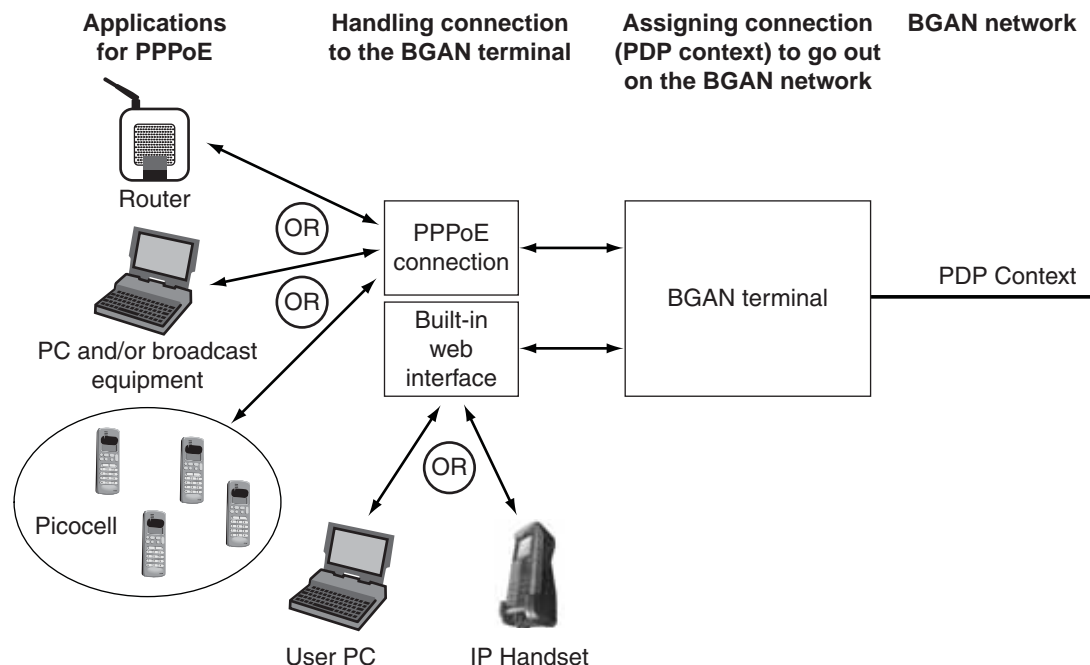 Applications
for PPPoE
Handling connection
to the BGAN terminal
Assigning connection
(PDP context) to go out
on the BGAN network
BGAN network
Router
OR
PPPoE
connection
BGAN terminal
PDP Context
OR
PC and/or broadcast
equipment
Built-in
web
interface
OR
Picocell
User PC
IP Handset